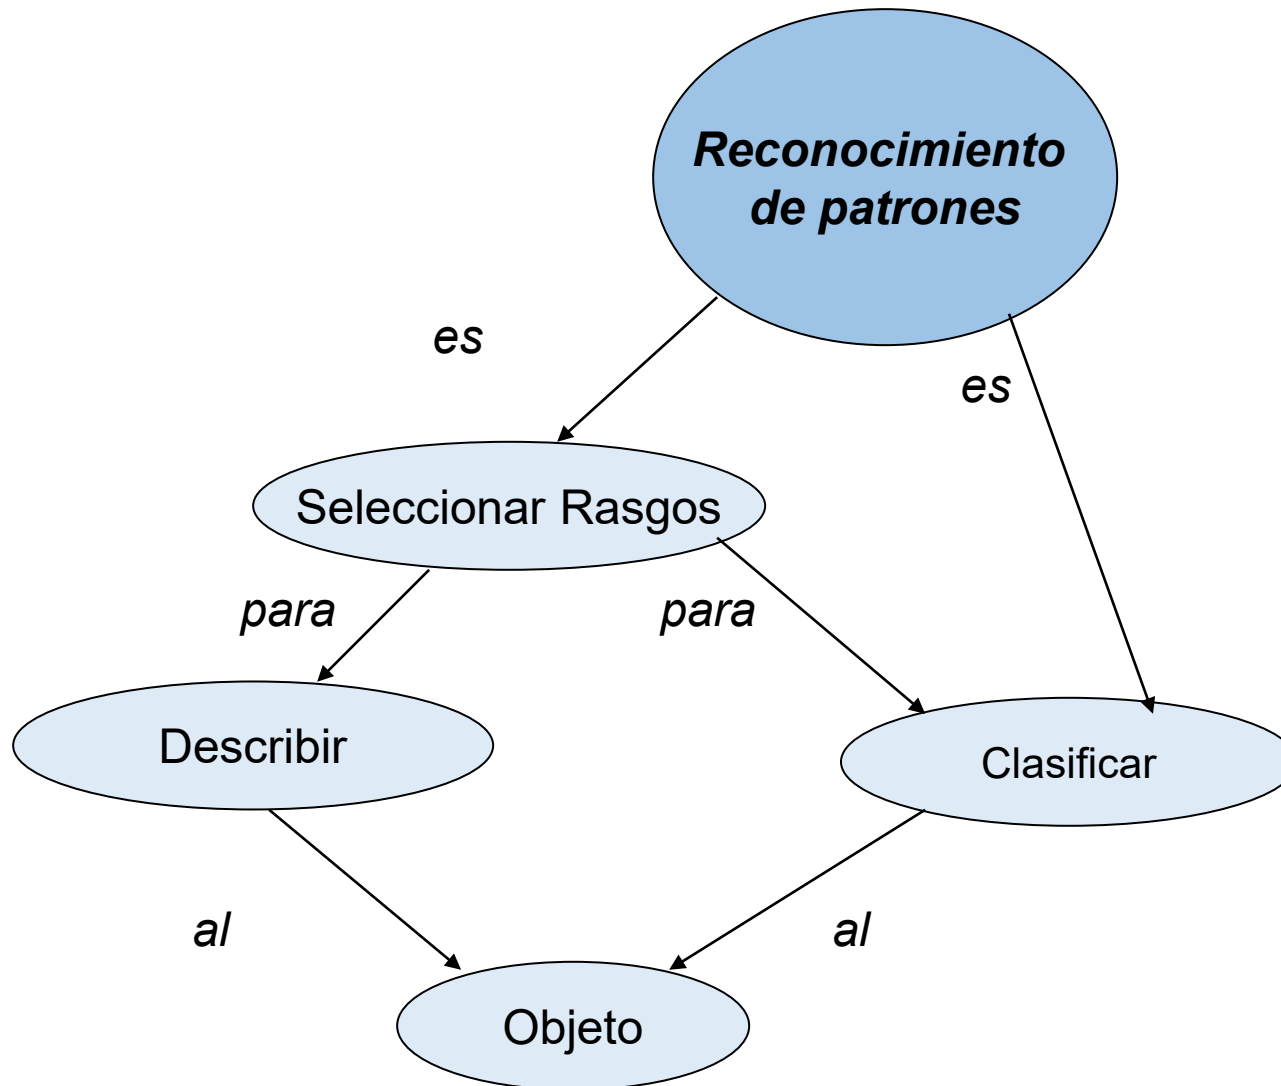 Reconocimiento
de patrones
es
es
Seleccionar Rasgos
para
para
Describir
Clasificar
al
al
Objeto